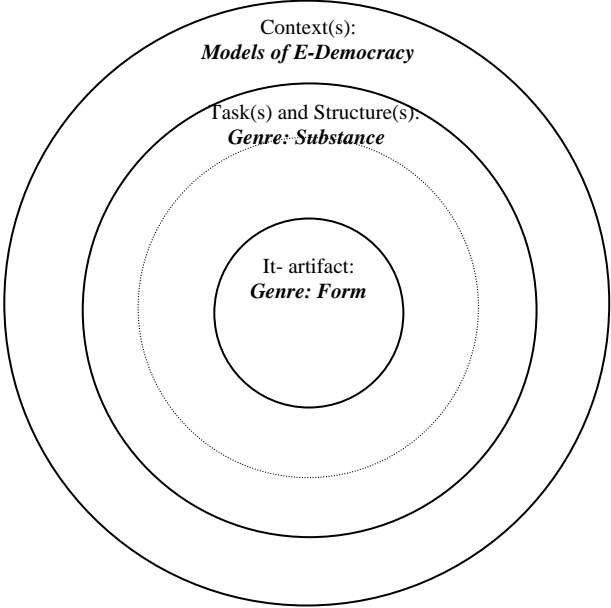 Context(s):
Models of E-Democracy
Task(s) and Structure(s):
Genre: Substance
It- artifact:
Genre: Form